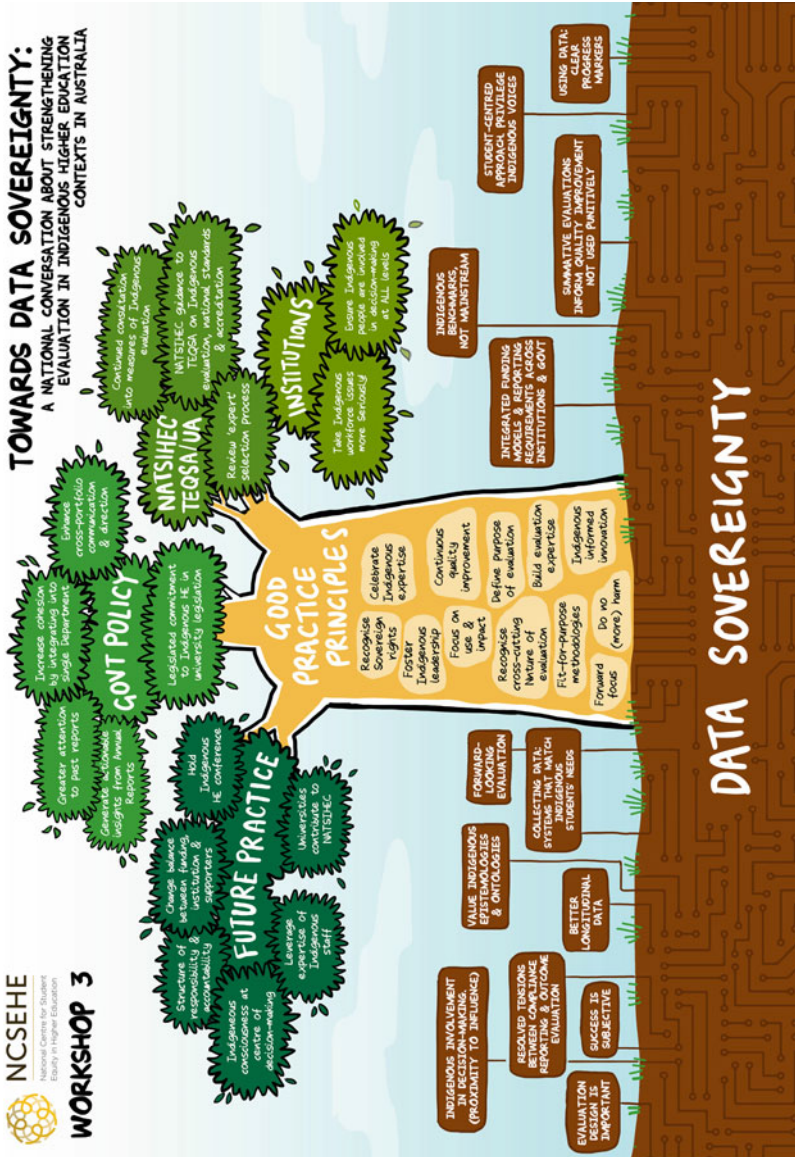 NCSEHE
National Centre for Student
Equity in Higher Education
WORKSHOP 3
TOWARDS DATA SOVEREIGNTY:
A NATIONAL CONVERSATION ABOUT STRENGTHENING
EVALUATION IN INDIGENOUS HIGHER EDUCATION
CONTEXTS IN AUSTRALIA
FUTURE PRACTICE
Structure of
responsibility &
accountability
Change balance
between funding,
institution &
supporters
Hold
Indigenous
HE conference
Indigeneous
consciousness at
centre of
decision-making
Leverage
expertise of
Indigenous
staff
Universities
contribute to
NATSIHEC
GOVT POLICY
Greater attention
to past reports
Generate actionable
insights from Annual
Reports
Increase cohesion
by integrating into
single Department
Enhance
cross-portfolio
communication
& direction
Legislated commitment
to Indigenous HE in
university legislation
NATSIHEC
TEQSA/UA
Continued consultation
into measures of Indigenous
evaluation
NATSIHEC guidance to
TEQSA on Indigenous
evaluation, national standards
& accreditation
Review 'expert'
selection process
INSTITUTIONS
Take Indigenous
workforce issues
more seriously!
Ensure Indigenous
people are involved
in decision-making
at ALL levels
GOOD
PRACTICE
PRINCIPLES
Recognise
Sovereign
rights
Celebrate
Indigenous
expertise
Foster
Indigenous
leadership
Focus on
use &
impact
Continuous
quality
improvement
Recognise
cross-cutting
Nature of
evaluation
Define purpose
of evaluation
Fit-for-purpose
methodologies
Build evaluation
expertise
Forward
focus
Do no
(more) harm
Indigenous
informed
innovation
INDIGENOUS INVOLVEMENT
IN DECISION-MAKING
(PROXIMITY TO INFLUENCE)
VALUE INDIGENOUS
EPISTEMOLOGIES
& ONTOLOGIES
FORWARD-
LOOKING
EVALUATION
RESOLVED TENSIONS
BETWEEN COMPLIANCE
REPORTING & OUTCOME
EVALUATION
COLLECTING DATA:
SYSTEMS THAT MATCH
INDIGENOUS
STUDENTS' NEEDS
EVALUATION
DESIGN IS
IMPORTANT
SUCCESS IS
SUBJECTIVE
BETTER
LONGITUDINAL
DATA
INDIGENOUS
BENCHMARKS,
NOT MAINSTREAM
STUDENT-CENTRED
APPROACH, PRIVILEGE
INDIGENOUS VOICES
INTEGRATED FUNDING
MODELS & REPORTING
REQUIREMENTS ACROSS
INSTITUTIONS & GOVT
SUMMATIVE EVALUATIONS
INFORM QUALITY IMPROVEMENT
NOT USED PUNITIVELY
USING DATA:
CLEAR
PROGRESS
MARKERS
DATA SOVEREIGNTY